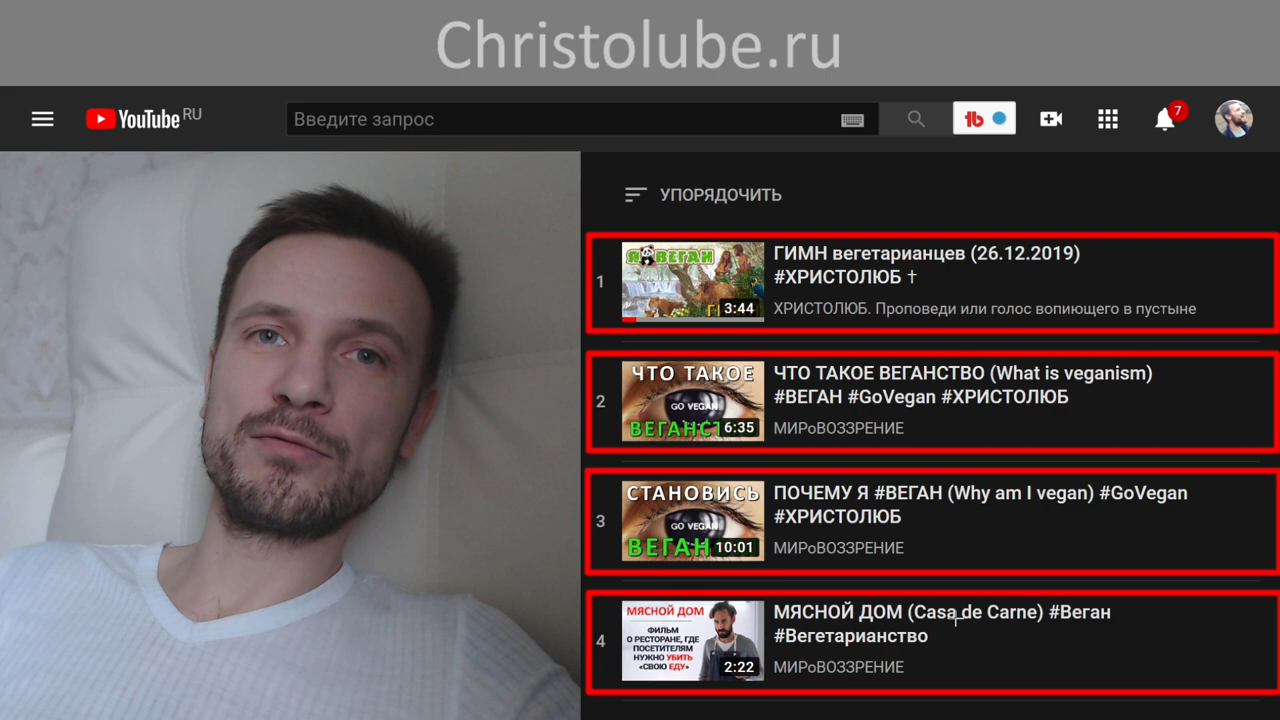 Christolube.ru
YouTube RU
Введите запрос
7
УПОРЯДОЧИТЬ
1
Я ВЕГАН
3:44
ГИМН вегетарианцев (26.12.2019)
#ХРИСТОЛЮБ †
ХРИСТОЛЮБ. Проповеди или голос вопиющего в пустыне
2
ЧТО ТАКОЕ
GO VEGAN
6:35
ЧТО ТАКОЕ ВЕГАНСТВО (What is veganism)
#ВЕГАН #GoVegan #ХРИСТОЛЮБ
МИРоВОЗЗРЕНИЕ
3
СТАНОВИСЬ
GO VEGAN
ВЕГАН
10:01
ПОЧЕМУ Я #ВЕГАН (Why am I vegan) #GoVegan
#ХРИСТОЛЮБ
МИРоВОЗЗРЕНИЕ
4
МЯСНОЙ ДОМ
ФИЛЬМ
О РЕСТОРАНЕ, ГДЕ
ПОСЕТИТЕЛЯМ
НУЖНО УБИТЬ
«СВОЮ ЕДУ»
2:22
МЯСНОЙ ДОМ (Casa de Carne) #Веган
#Вегетарианство
МИРоВОЗЗРЕНИЕ